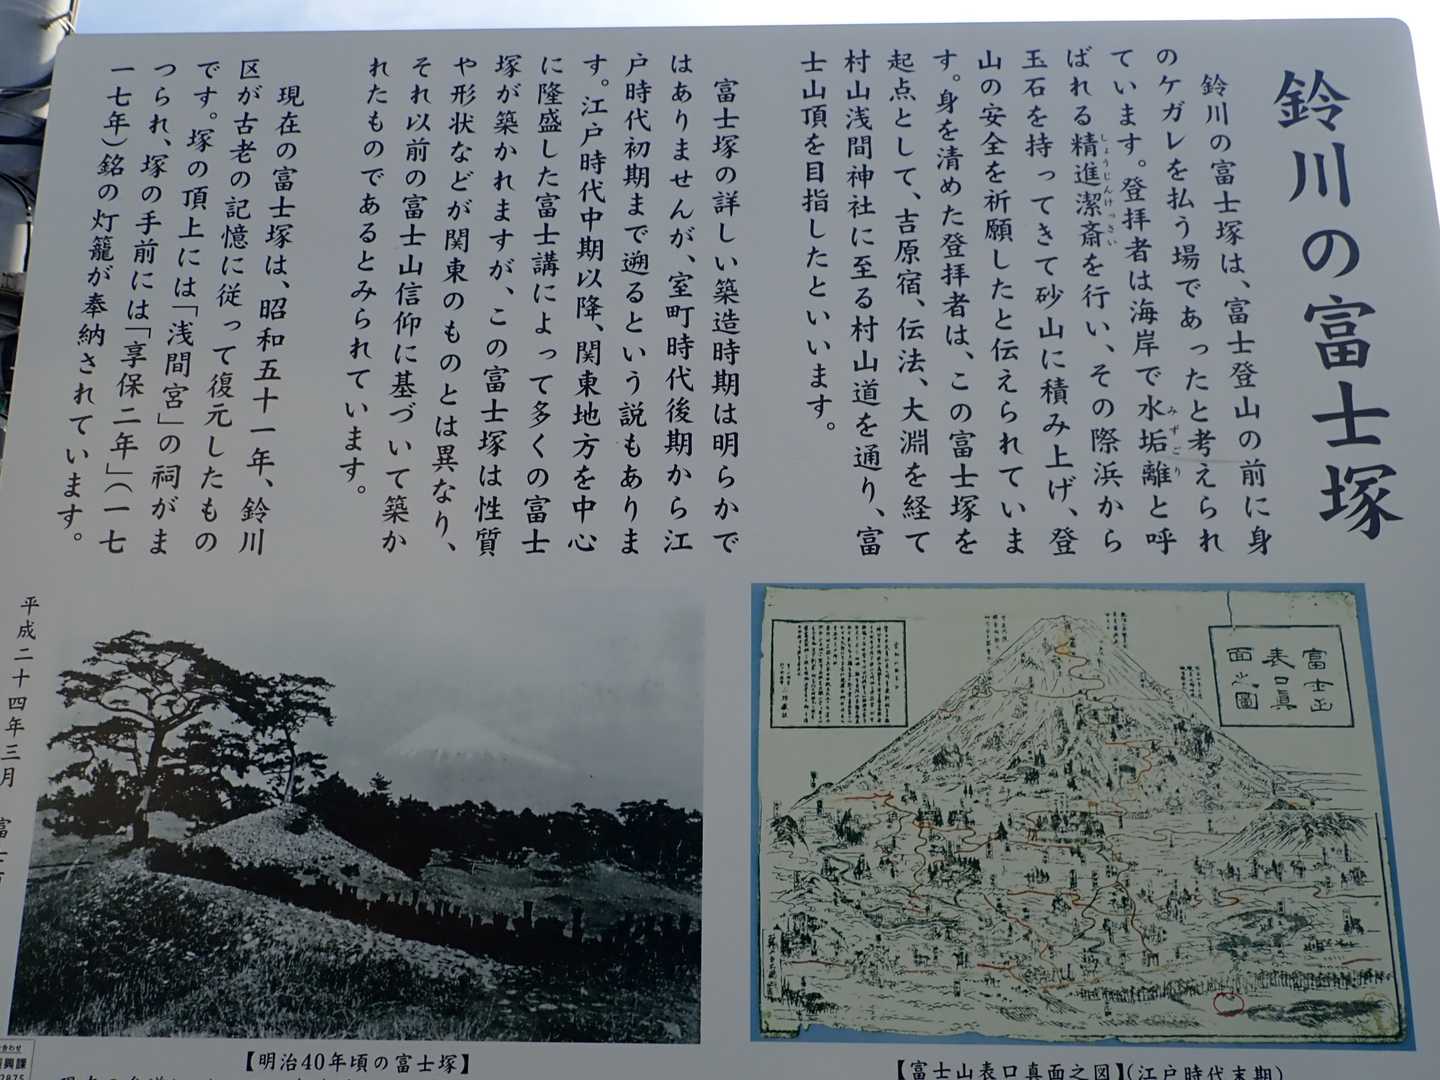 鈴川の富士塚
鈴川の富士塚は、富士登山の前に身
のケガレを払う場であったと考えられ
ています。登拝者は海岸で水垢離と呼
みずごり
ばれる精進潔斎を行い、その際浜から
しょうじんけっさい
玉石を持ってきて砂山に積み上げ、登
山の安全を祈願したと伝えられていま
す。身を清めた登拝者は、この富士塚を
起点として、吉原宿、伝法、大淵を経て
村山浅間神社に至る村山道を通り、富
士山頂を目指したといいます。
富士塚の詳しい築造時期は明らかで
はありませんが、室町時代後期から江
戸時代初期まで遡るという説もありま
す。江戸時代中期以降、関東地方を中心
に隆盛した富士講によって多くの富士
塚が築かれますが、この富士塚は性質
や形状などが関東のものとは異なり、
それ以前の富士山信仰に基づいて築か
れたものであるとみられています。
現在の富士塚は、昭和五十一年、鈴川
区が古老の記憶に従って復元したもの
です。塚の頂上には「浅間宮」の祠がま
つられ、塚の手前には「享保二年」(一七
一七年)銘の灯籠が奉納されています。
平成二十四年三月
富士山
表口真
面之図
【明治40年頃の富士塚】
【富士山表口真面之図】(江戸時代末期)